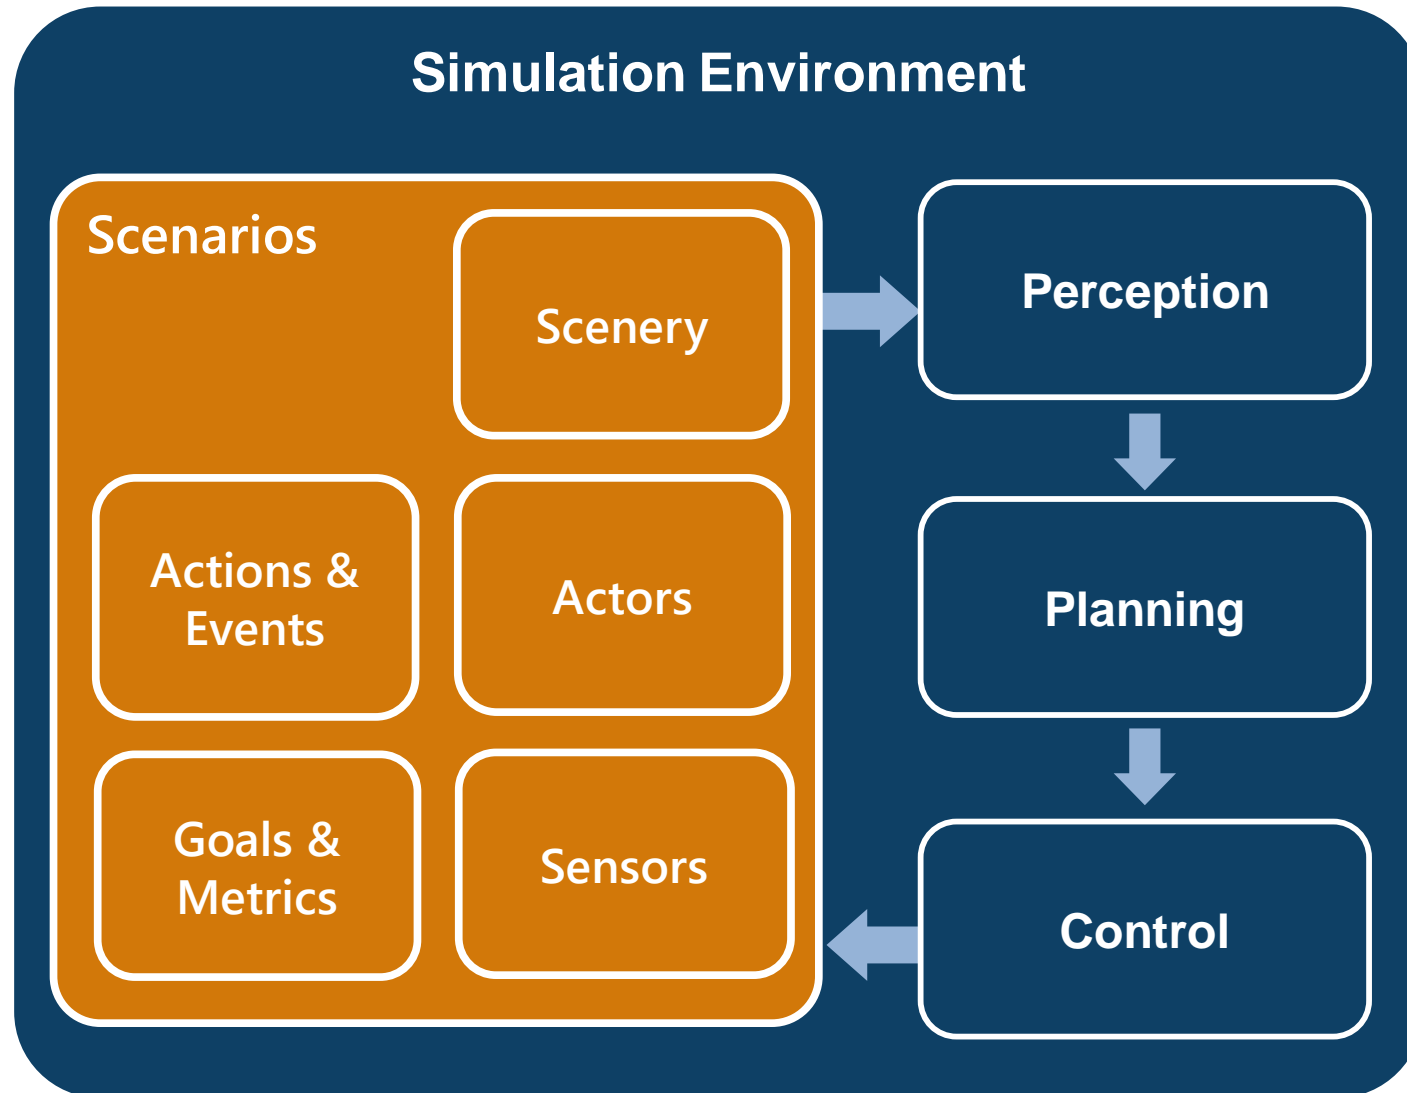 Simulation Environment
Scenarios
Scenery
Actions &
Events
Actors
Goals &
Metrics
Sensors
Perception
Planning
Control